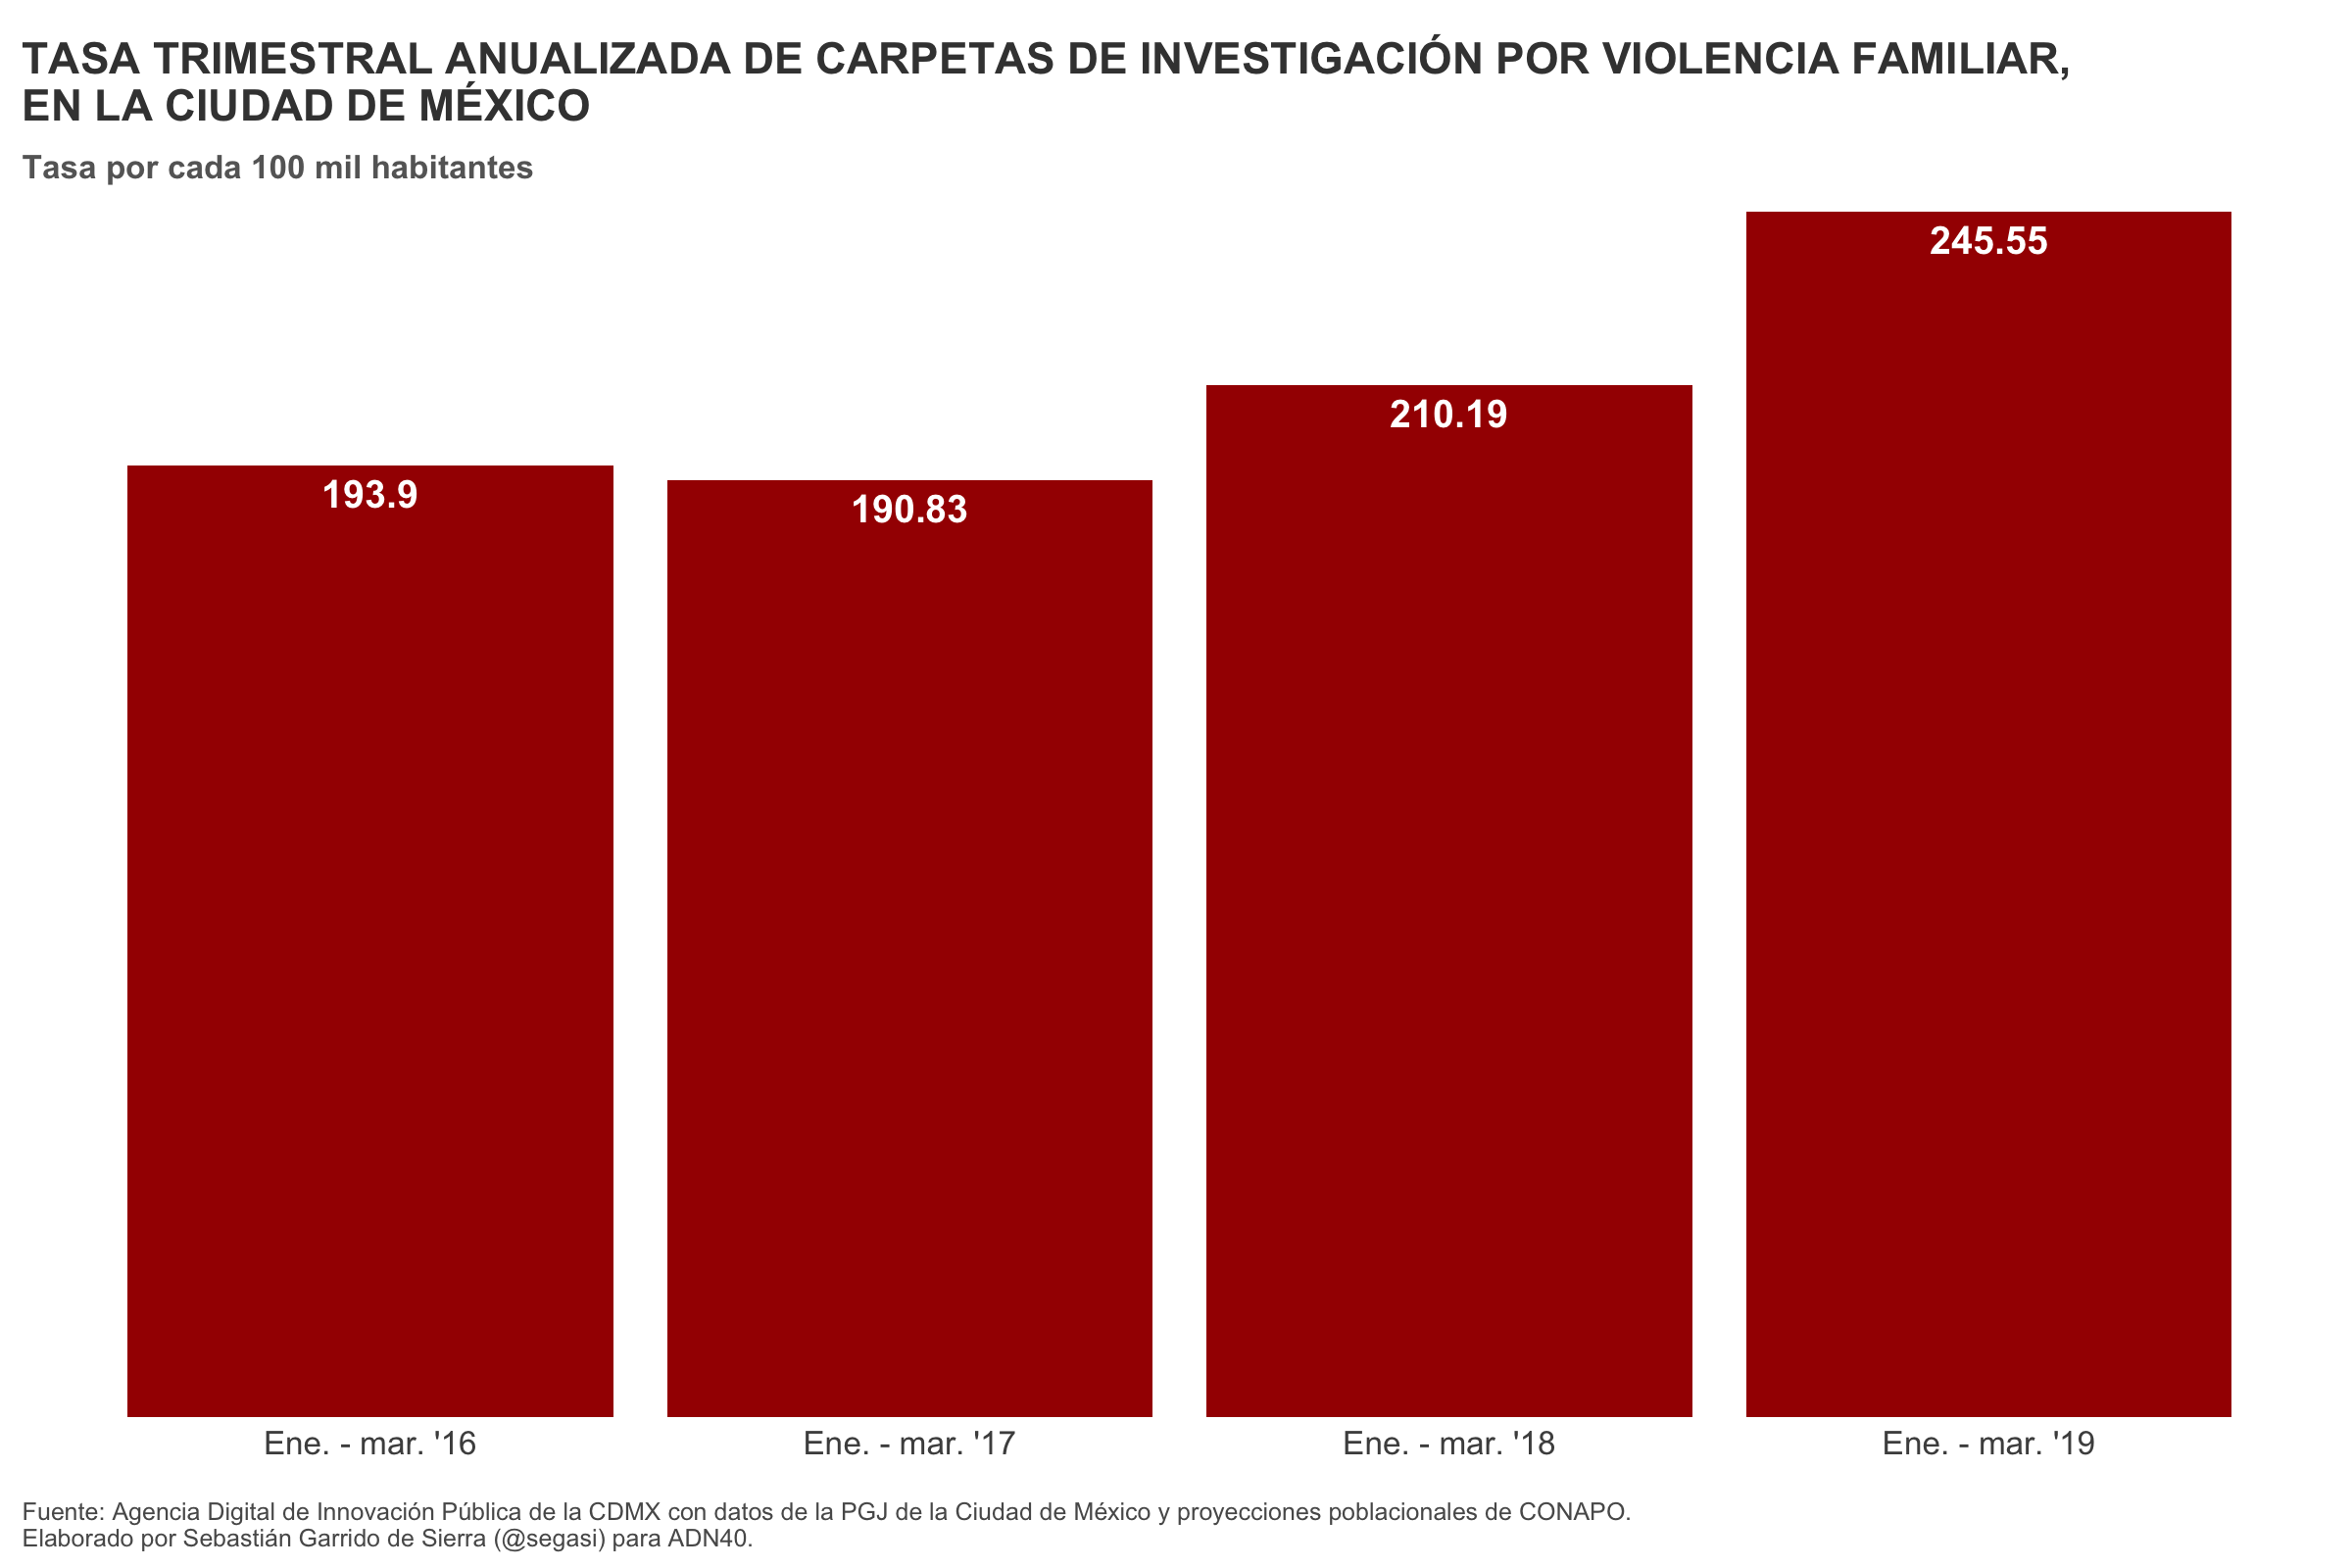 TASA TRIMESTRAL ANUALIZADA DE CARPETAS DE INVESTIGACIÓN POR VIOLENCIA FAMILIAR,
EN LA CIUDAD DE MÉXICO
Tasa por cada 100 mil habitantes
193.9
190.83
210.19
245.55
Ene. - mar. '16
Ene. - mar. '17
Ene. - mar. '18
Ene. - mar. '19
Fuente: Agencia Digital de Innovación Pública de la CDMX con datos de la PGJ de la Ciudad de México y proyecciones poblacionales de CONAPO.
Elaborado por Sebastián Garrido de Sierra (@segasi) para ADN40.